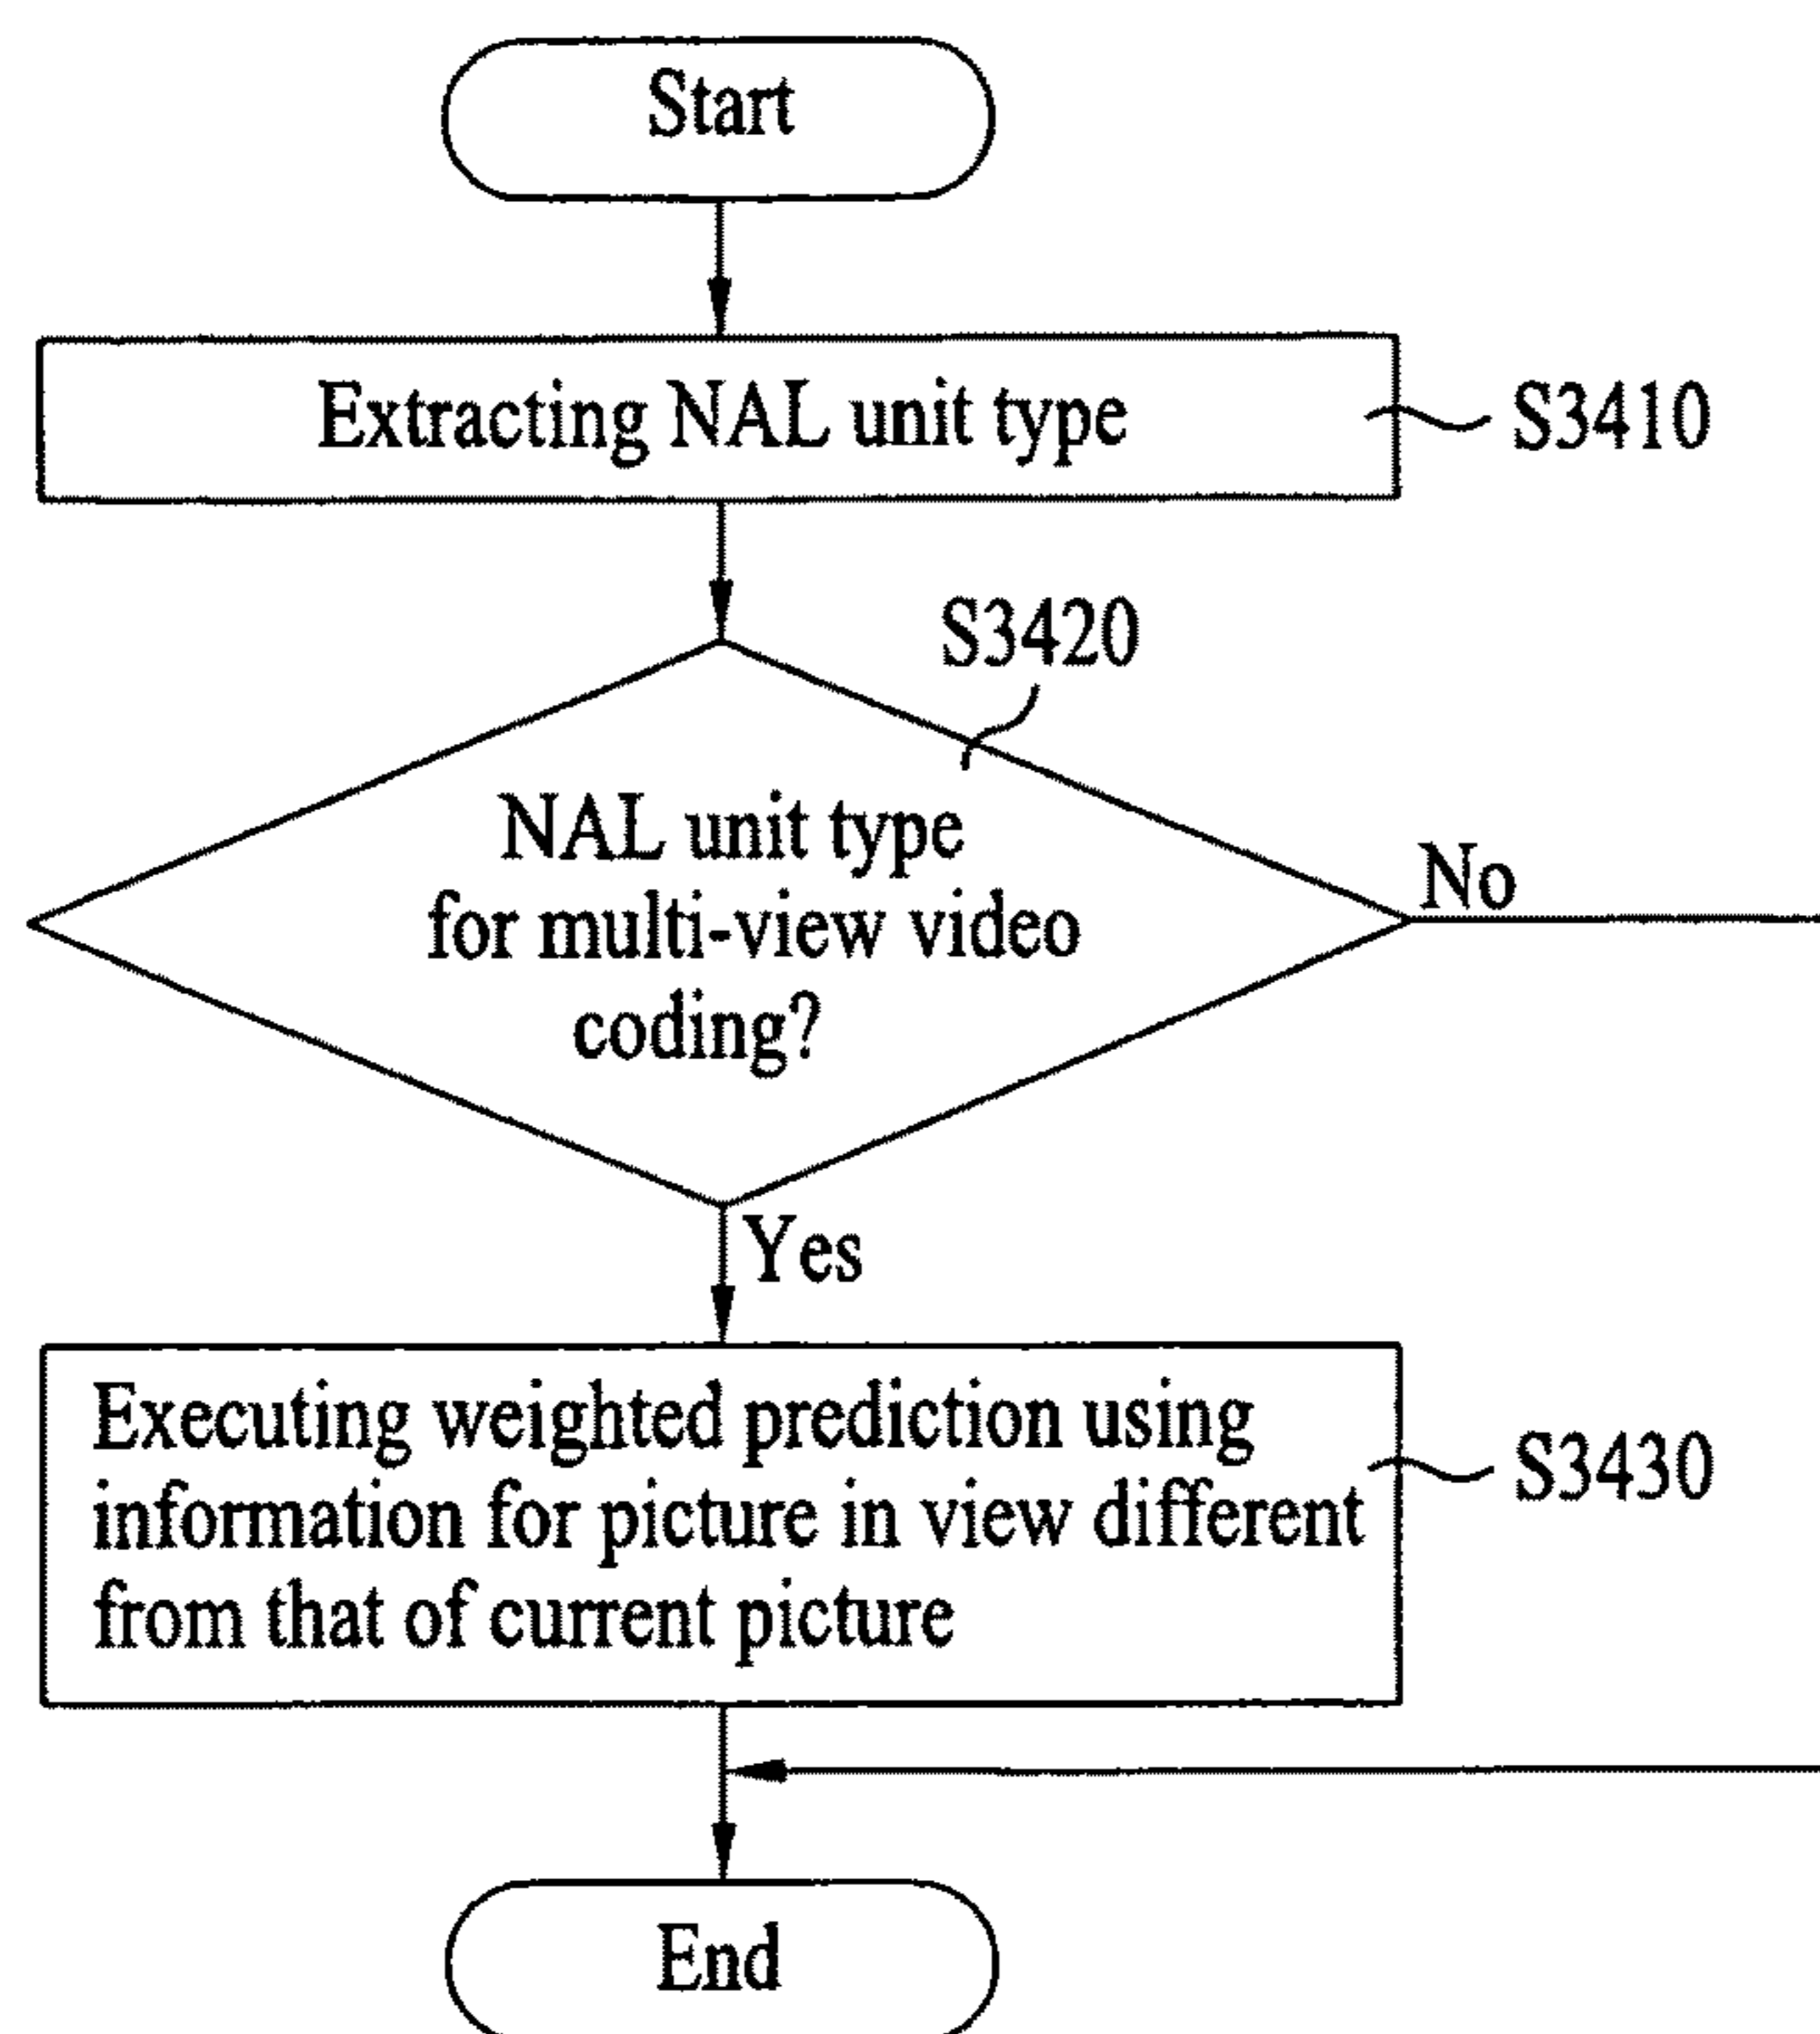 Start
Extracting NAL unit type
S3410
S3420
NAL unit type
for multi-view video
coding?
No
Yes
Executing weighted prediction using
information for picture in view different
from that of current picture
S3430
End